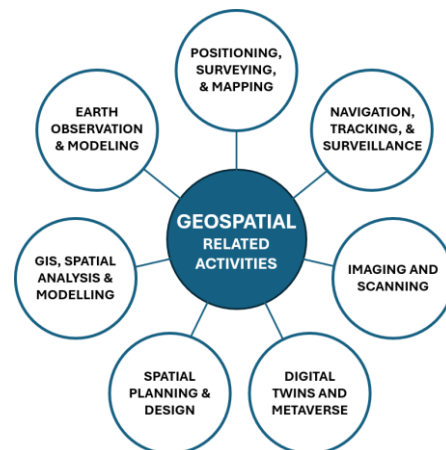 POSITIONING,
SURVEYING,
& MAPPING
NAVIGATION,
TRACKING, &
SURVEILLANCE
IMAGING AND
SCANNING
DIGITAL
TWINS AND
METAVERSE
SPATIAL
PLANNING &
DESIGN
GIS, SPATIAL
ANALYSIS &
MODELLING
EARTH
OBSERVATION
& MODELING
GEOSPATIAL
RELATED
ACTIVITIES